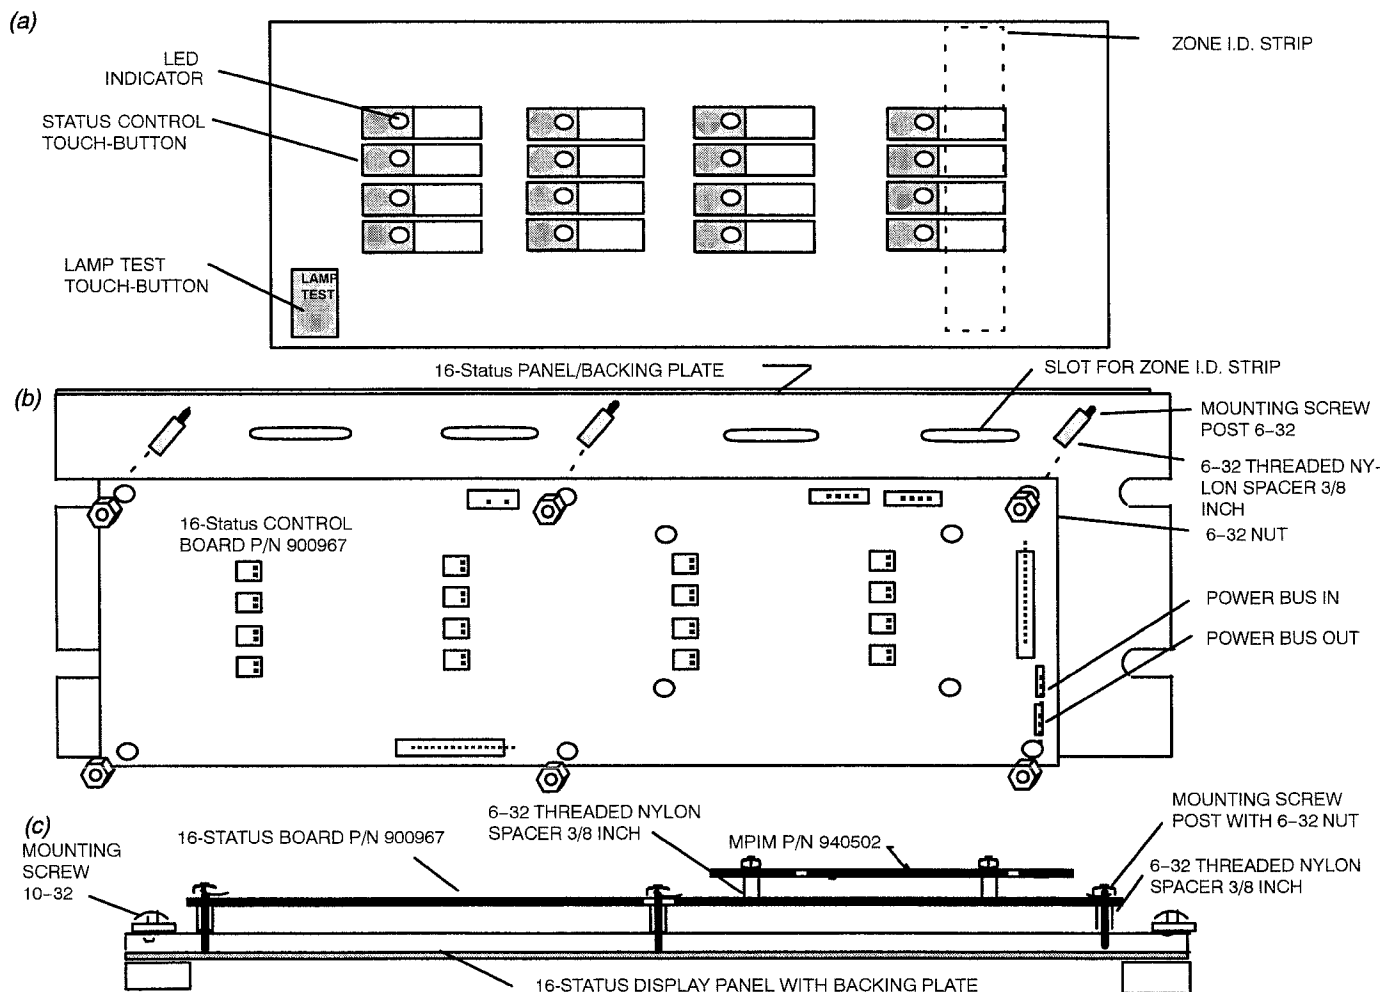 (a)
LED
INDICATOR
STATUS CONTROL
TOUCH-BUTTON
LAMP TEST
TOUCH-BUTTON
LAMP
TEST
ZONE I.D. STRIP
16-Status PANEL/BACKING PLATE
SLOT FOR ZONE I.D. STRIP
(b)
MOUNTING SCREW
POST 6-32
6-32 THREADED NY-
LON SPACER 3/8
INCH
6-32 NUT
16-Status CONTROL
BOARD P/N 900967
POWER BUS IN
POWER BUS OUT
(c)
MOUNTING
SCREW
10-32
16-STATUS BOARD P/N 900967
6-32 THREADED NYLON
SPACER 3/8 INCH
MPIM P/N 940502
MOUNTING SCREW
POST WITH 6-32 NUT
6-32 THREADED NYLON
SPACER 3/8 INCH
16-STATUS DISPLAY PANEL WITH BACKING PLATE